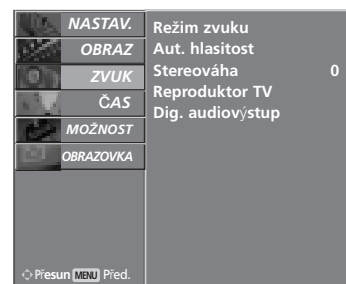 NASTAV.
OBRAZ
ZVUK
ČAS
MOŽNOST
OBRAZOVKA
Přesun MENU Před.
Režim zvuku
Aut. hlasitost
Stereováha 0
Reproduktor TV
Dig. audiovýstup